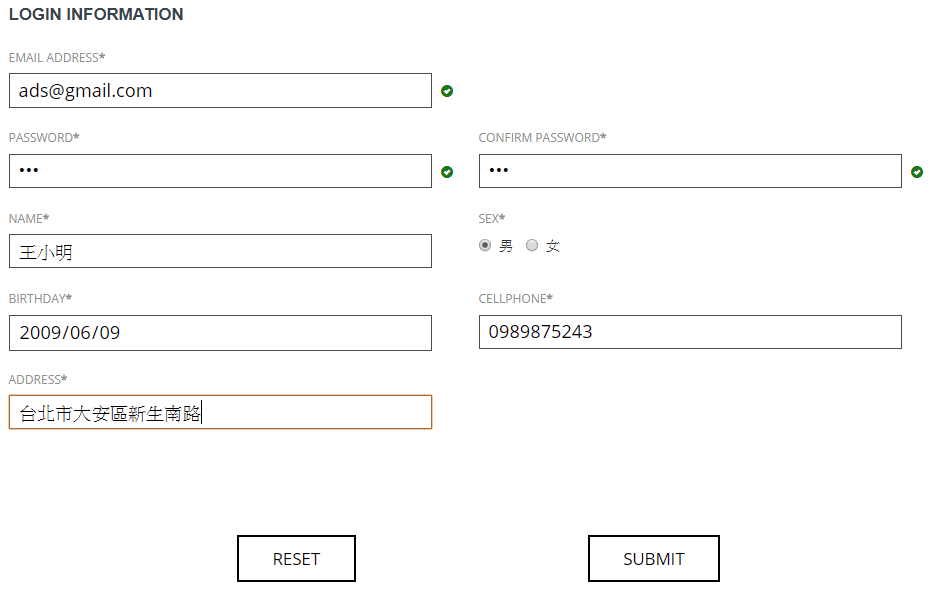 LOGIN INFORMATION
EMAIL ADDRESS*
ads@gmail.com
PASSWORD* CONFIRM PASSWORD*
••• •••
NAME* SEX*
王小明 男 女
BIRTHDAY* CELLPHONE*
2009/06/09 0989875243
ADDRESS*
台北市大安區新生南路
RESET SUBMIT